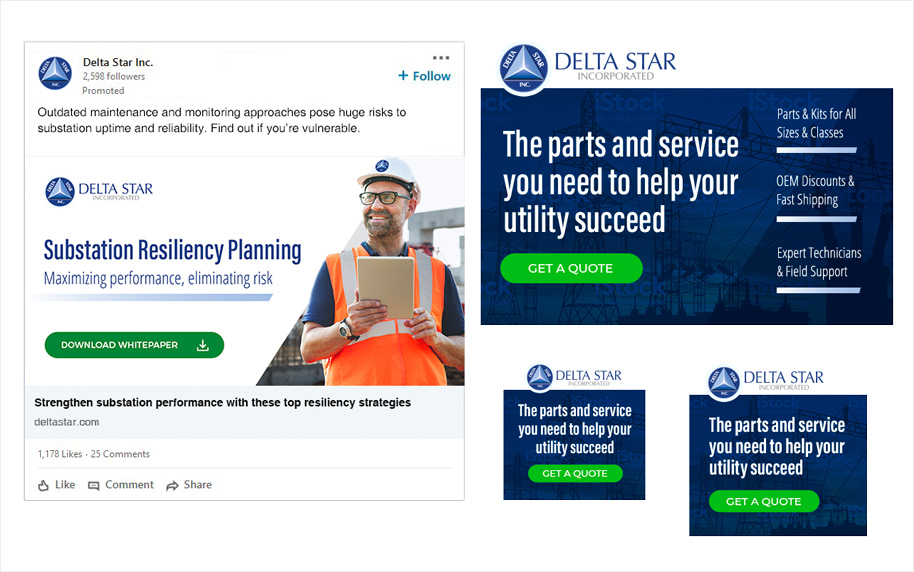 Delta Star Inc.
2,598 followers
Promoted
+ Follow
Outdated maintenance and monitoring approaches pose huge risks to
substation uptime and reliability. Find out if you're vulnerable.
DELTA STAR
INCORPORATED
Substation Resiliency Planning
Maximizing performance, eliminating risk
DOWNLOAD WHITEPAPER
Strengthen substation performance with these top resiliency strategies
deltastar.com
1,178 Likes · 25 Comments
Like Comment Share
DELTA STAR
INCORPORATED
The parts and service
you need to help your
utility succeed
GET A QUOTE
Parts & Kits for All
Sizes & Classes
OEM Discounts &
Fast Shipping
Expert Technicians
& Field Support
DELTA STAR
INCORPORATED
The parts and service
you need to help your
utility succeed
GET A QUOTE
DELTA STAR
INCORPORATED
The parts and service
you need to help your
utility succeed
GET A QUOTE